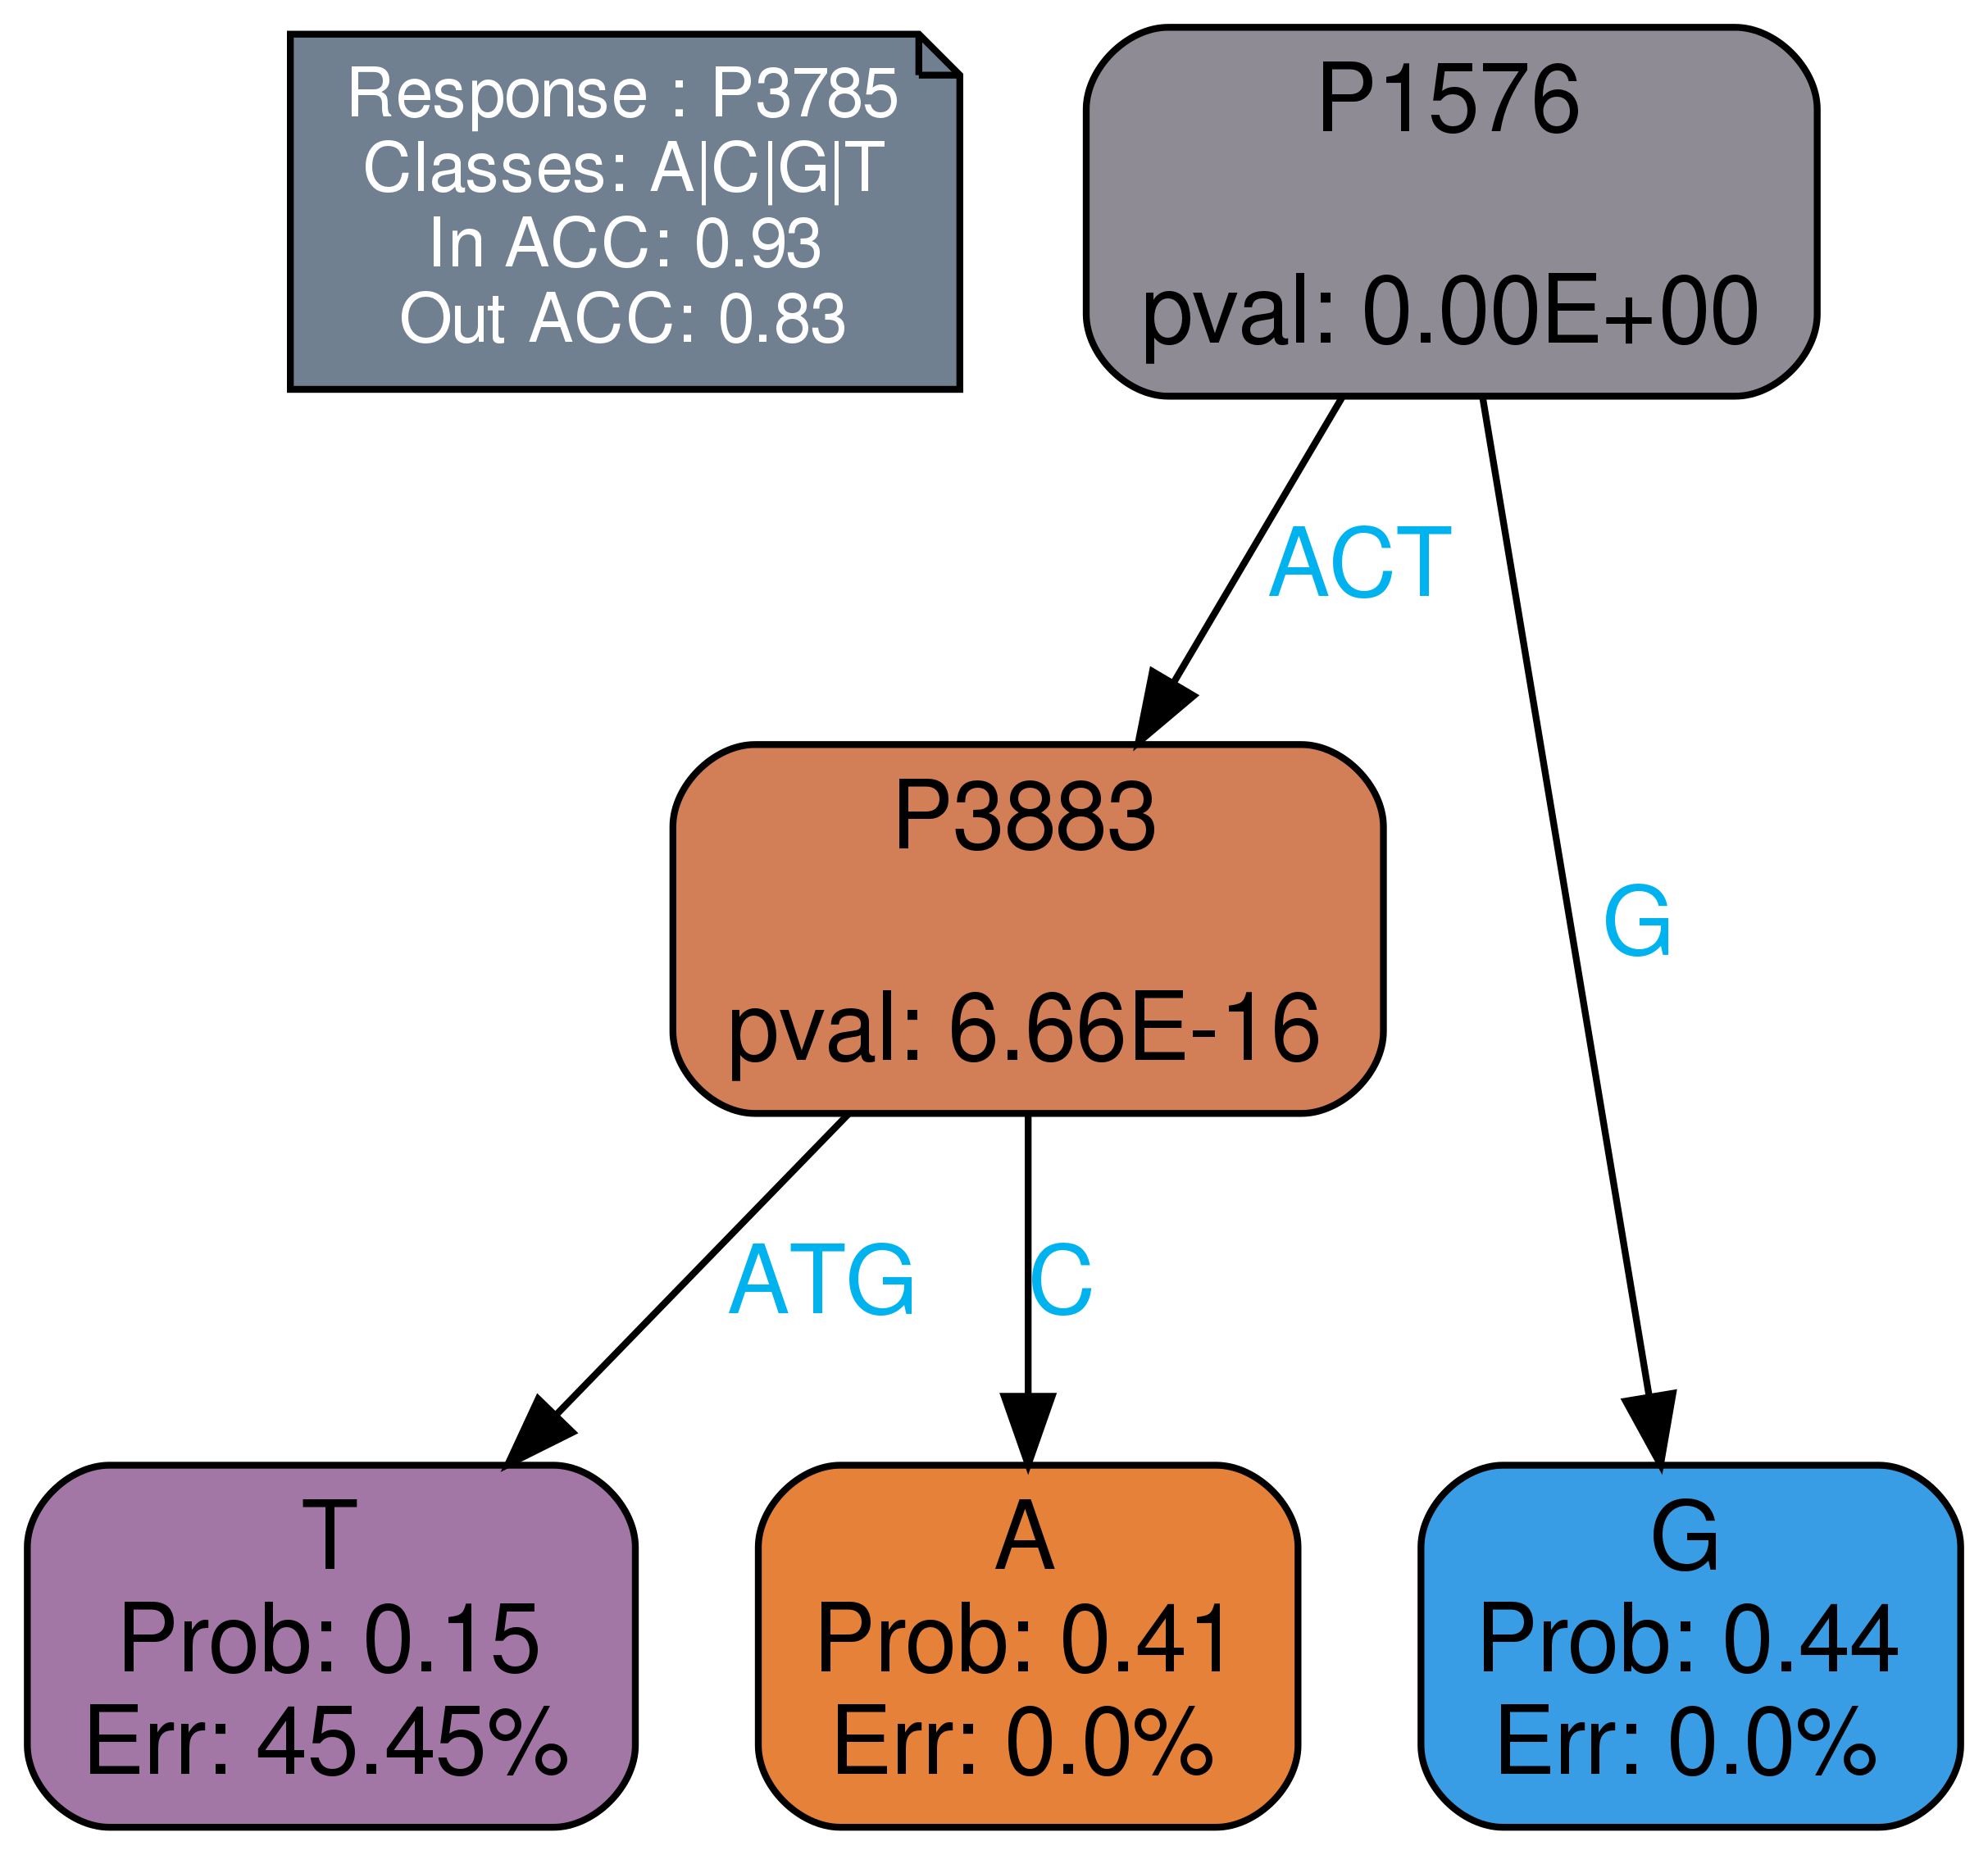 Response : P3785
Classes: A|C|G|T
In ACC: 0.93
Out ACC: 0.83
P1576
pval: 0.00E+00
ACT
G
P3883
pval: 6.66E-16
ATG
C
T
Prob: 0.15
Err: 45.45%
A
Prob: 0.41
Err: 0.0%
G
Prob: 0.44
Err: 0.0%